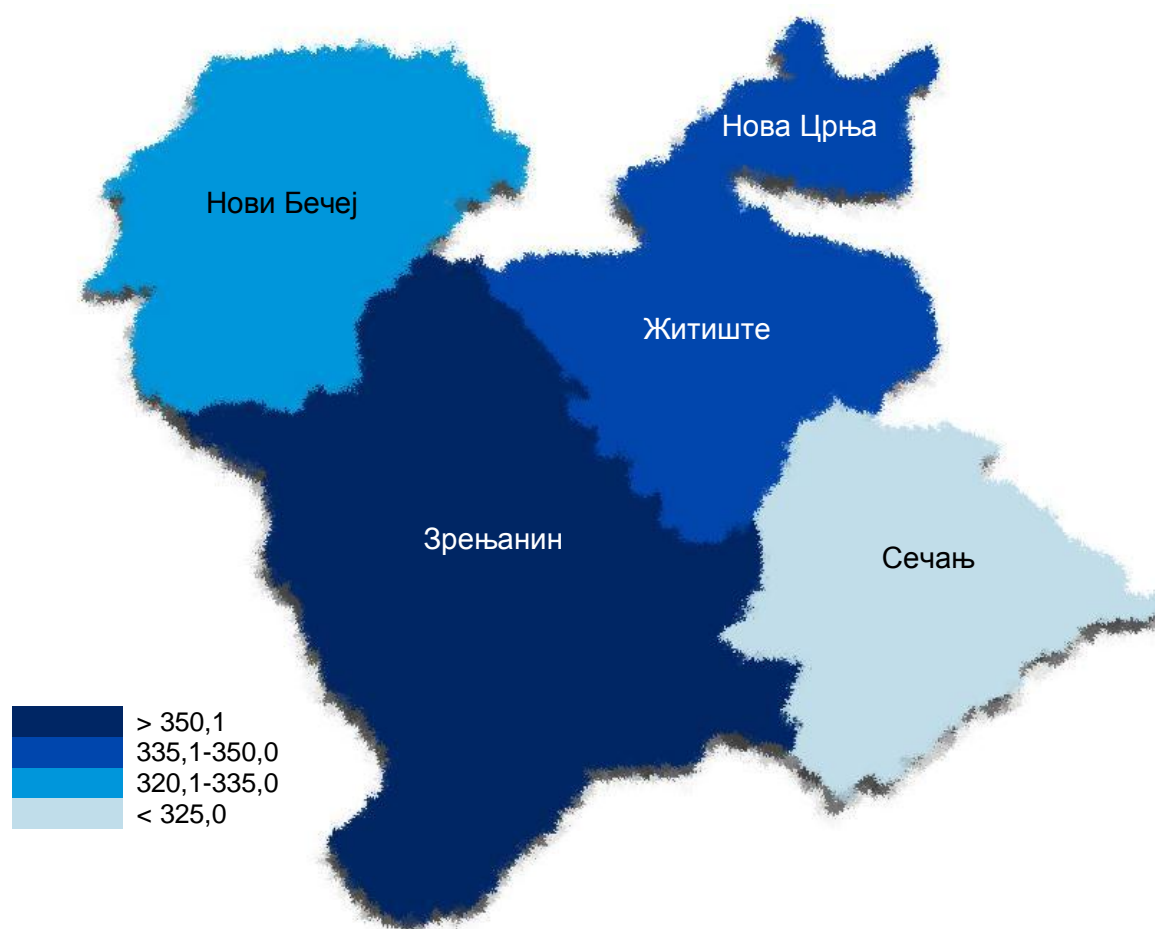 Нова Црња
Нови Бечеј
Житиште
Зрењанин
Сечањ
> 350,1
335,1-350,0
320,1-335,0
< 325,0